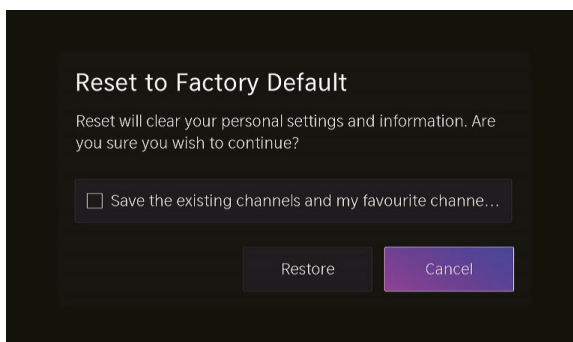 Reset to Factory Default
Reset will clear your personal settings and information. Are
you sure you wish to continue?
Save the existing channels and my favourite channe...
Restore
Cancel